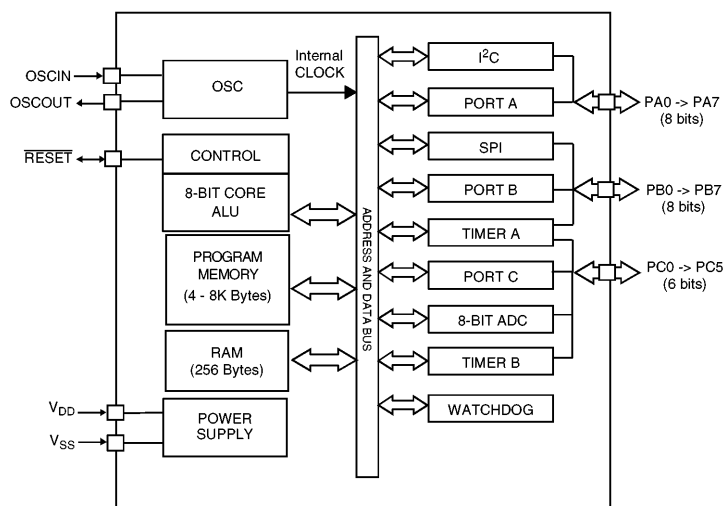 OSCIN
OSCOUT
RESET
OSC
Internal
CLOCK
CONTROL
8-BIT CORE
ALU
PROGRAM
MEMORY
(4 - 8K Bytes)
RAM
(256 Bytes)
VDD
VSS
POWER
SUPPLY
ADDRESS AND DATA BUS
I²C
PORT A
SPI
PORT B
TIMER A
PORT C
8-BIT ADC
TIMER B
WATCHDOG
PA0 -> PA7
(8 bits)
PB0 -> PB7
(8 bits)
PC0 -> PC5
(6 bits)